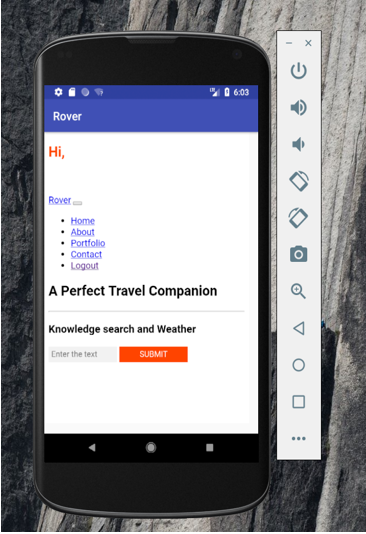 6:03
Rover
Hi,
Rover
Home
About
Portfolio
Contact
Logout
A Perfect Travel Companion
Knowledge search and Weather
Enter the text SUBMIT